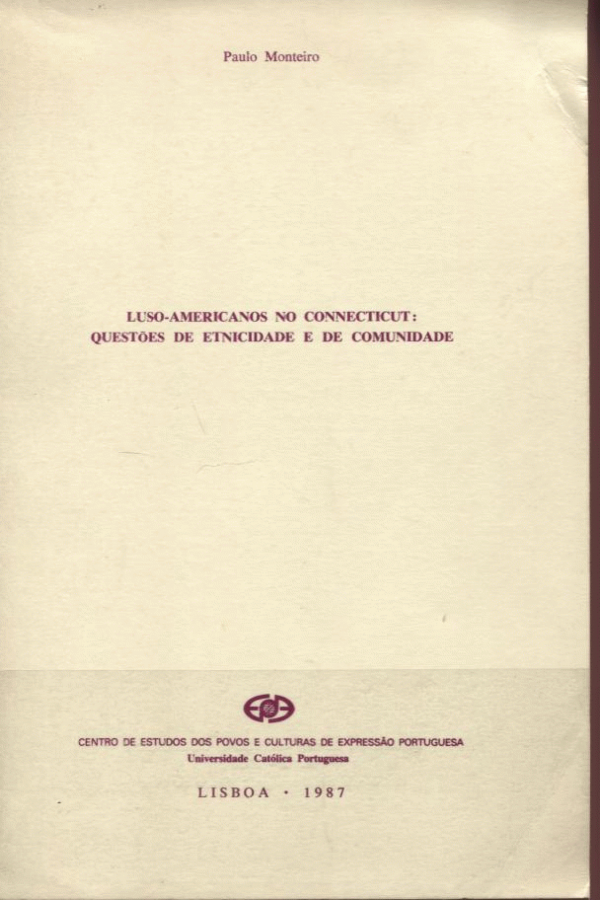 Paulo Monteiro
LUSO-AMERICANOS NO CONNECTICUT:
QUESTÕES DE ETNICIDADE E DE COMUNIDADE
CENTRO DE ESTUDOS DOS POVOS E CULTURAS DE EXPRESSÃO PORTUGUESA
Universidade Católica Portuguesa
LISBOA · 1987